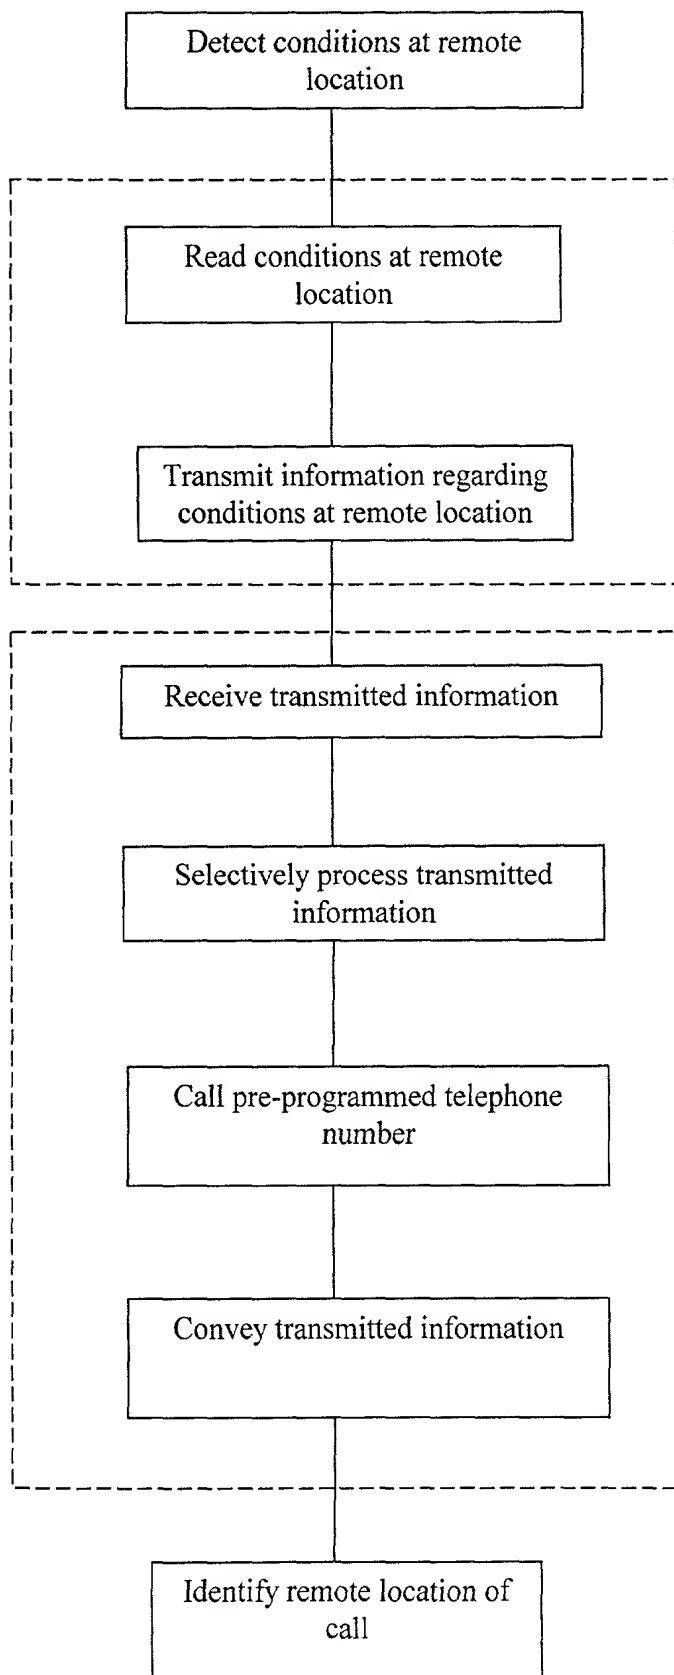 Detect conditions at remote
location
Read conditions at remote
location
Transmit information regarding
conditions at remote location
Receive transmitted information
Selectively process transmitted
information
Call pre-programmed telephone
number
Convey transmitted information
Identify remote location of
call